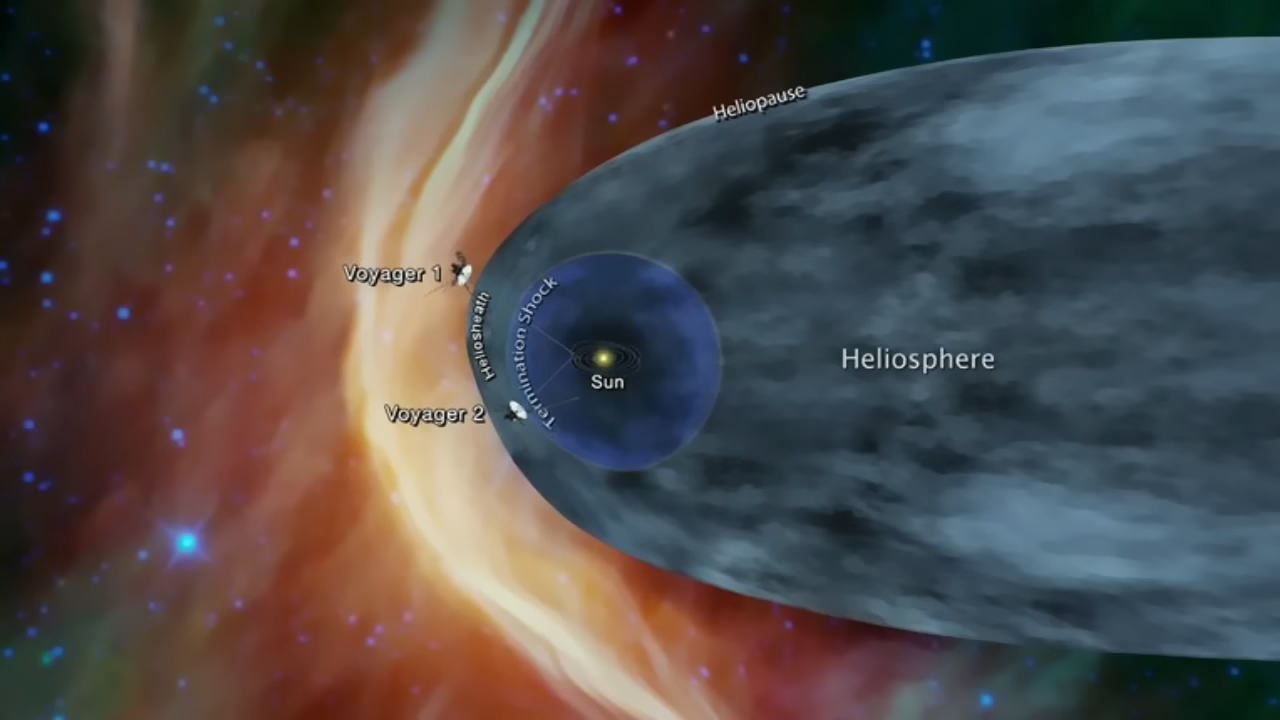 Heliopause
Voyager 1
Heliosheath
Termination Shock
Heliosphere
Sun
Voyager 2